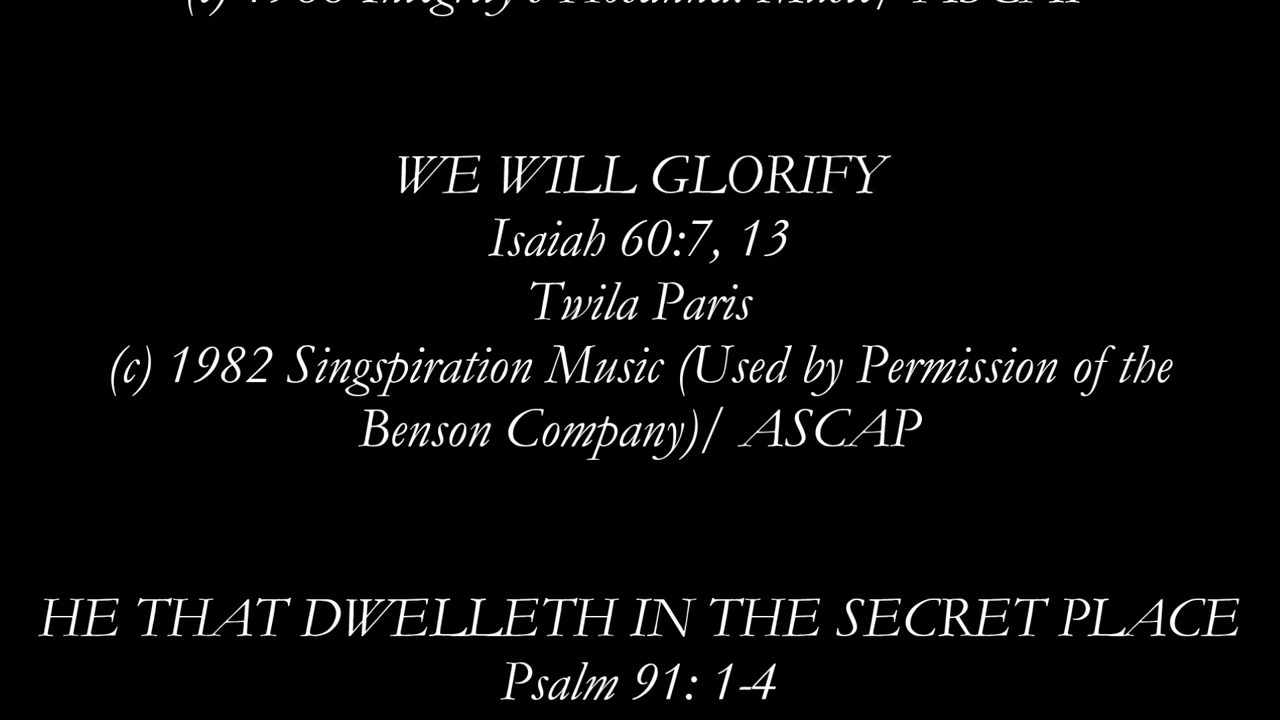 WE WILL GLORIFY
Isaiah 60:7, 13
Twila Paris
(c) 1982 Singspiration Music (Used by Permission of the
Benson Company)/ ASCAP
HE THAT DWELLETH IN THE SECRET PLACE
Psalm 91: 1-4